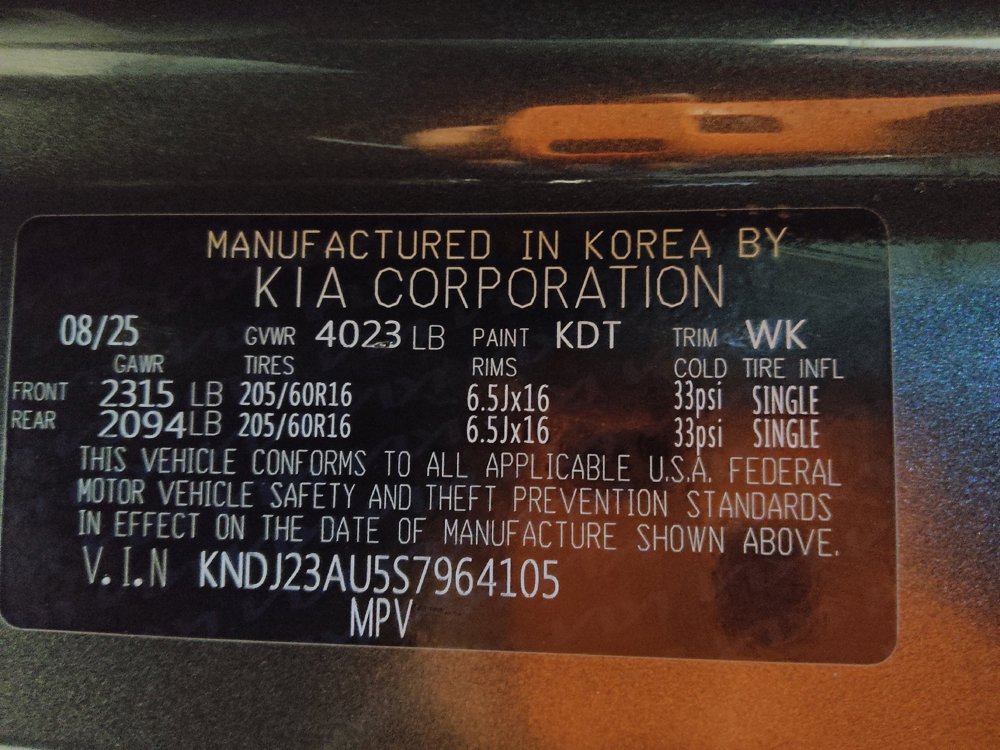 MANUFACTURED IN KOREA BY
KIA CORPORATION
08/25 GVWR 4023 LB PAINT KDT TRIM WK
GAWR TIRES RIMS COLD TIRE INFL
FRONT 2315 LB 205/60R16 6.5Jx16 33psi SINGLE
REAR 2094 LB 205/60R16 6.5Jx16 33psi SINGLE
THIS VEHICLE CONFORMS TO ALL APPLICABLE U.S.A. FEDERAL
MOTOR VEHICLE SAFETY AND THEFT PREVENTION STANDARDS
IN EFFECT ON THE DATE OF MANUFACTURE SHOWN ABOVE.
V.I.N KNDJ23AU5S7964105
MPV